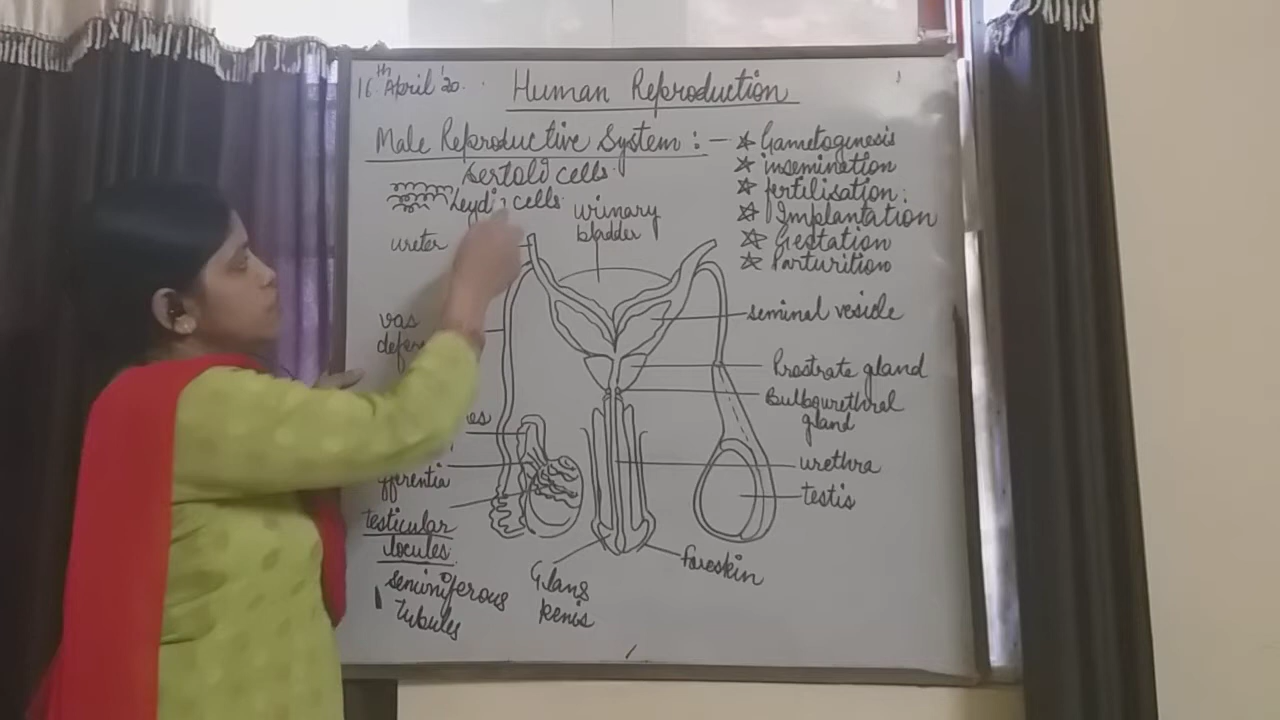 16th April '20.
Human Reproduction
Male Reproductive System :-
sertoli cells
Leydig cells
* Gametogenesis
* insemination
* fertilisation:
* Implantation
* Gestation
* Parturition
urinary
bladder
ureter
vas
seminal vesicle
Prostrate gland
Bulbourethral
gland
urethra
testis
testicular
locules
seminiferous
tubules
Glans
Penis
Foreskin